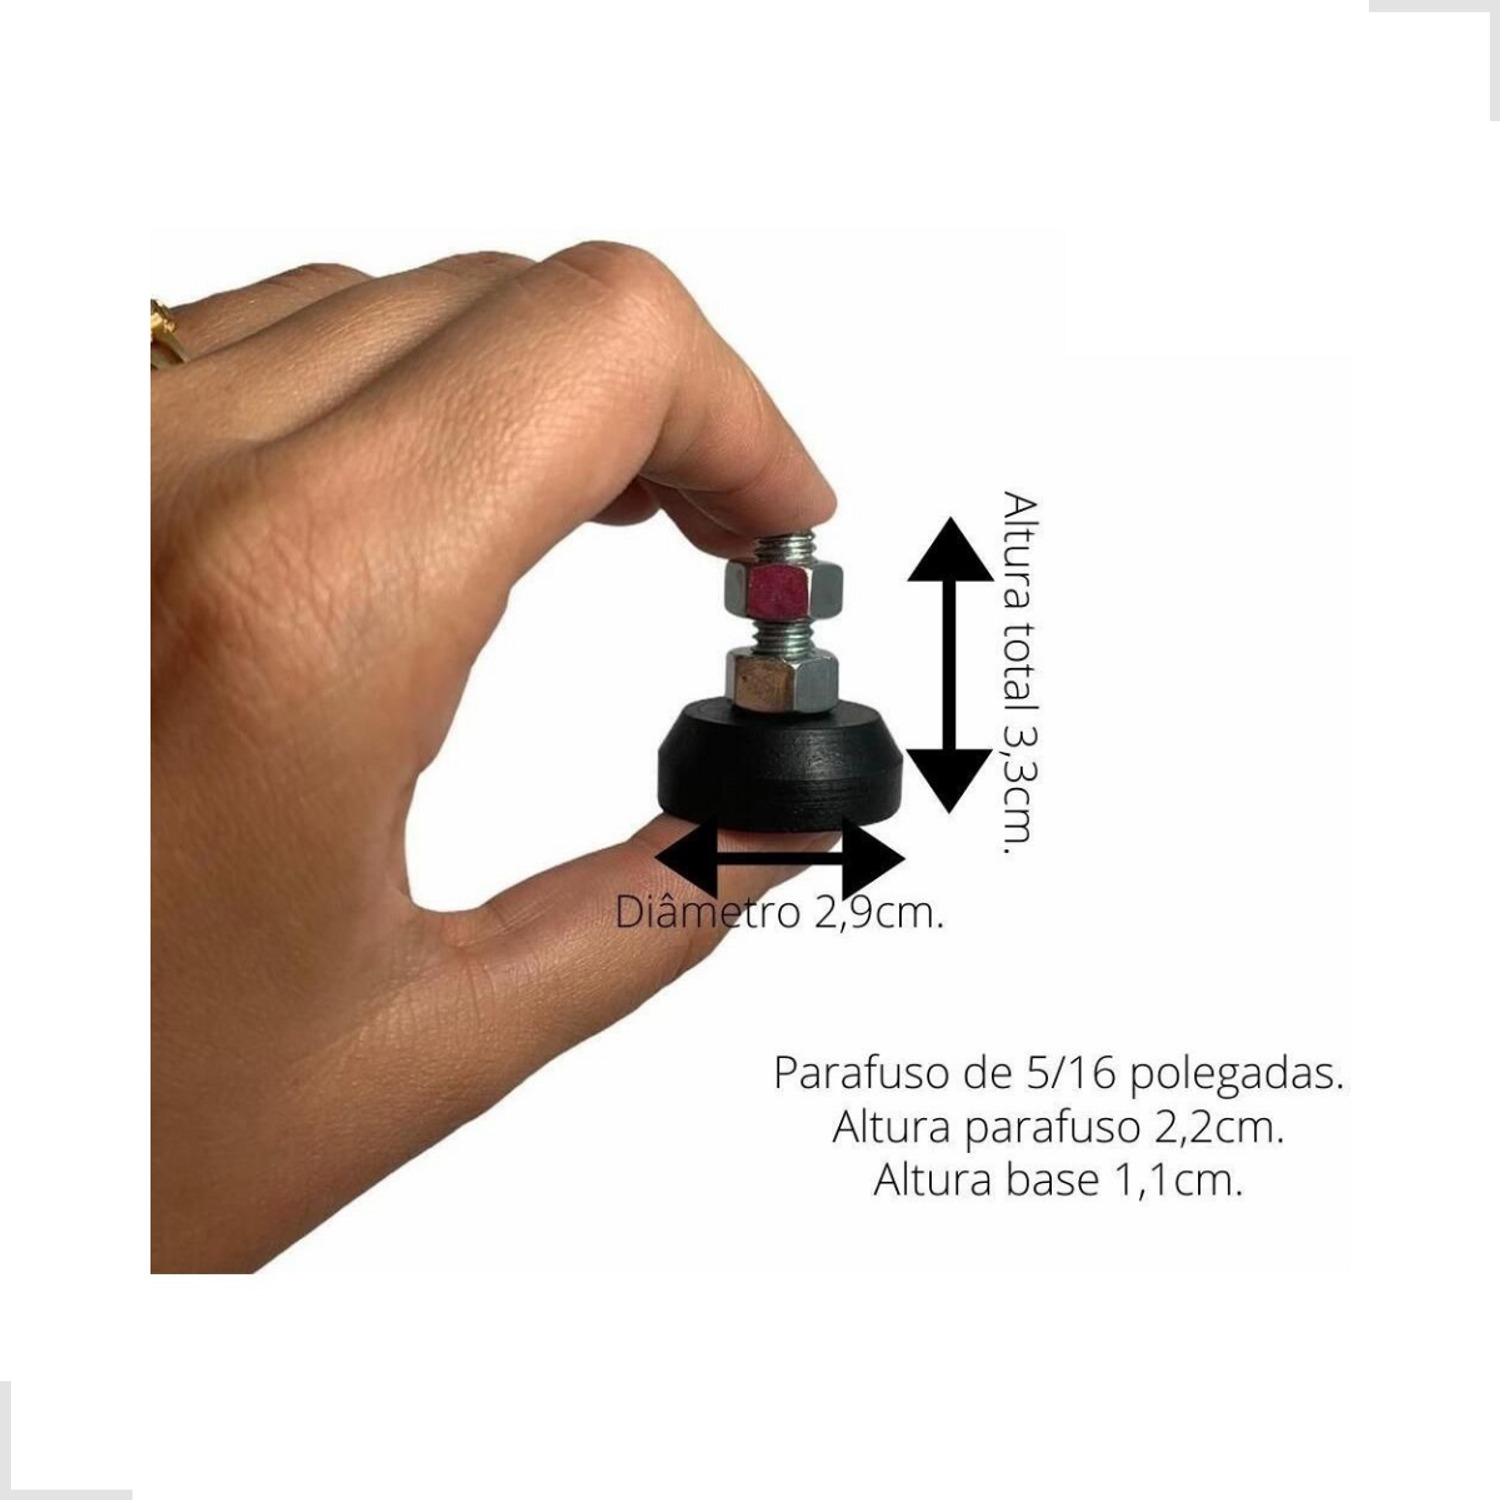 Altura total 3,3cm.
Diâmetro 2,9cm.
Parafuso de 5/16 polegadas.
Altura parafuso 2,2cm.
Altura base 1,1cm.